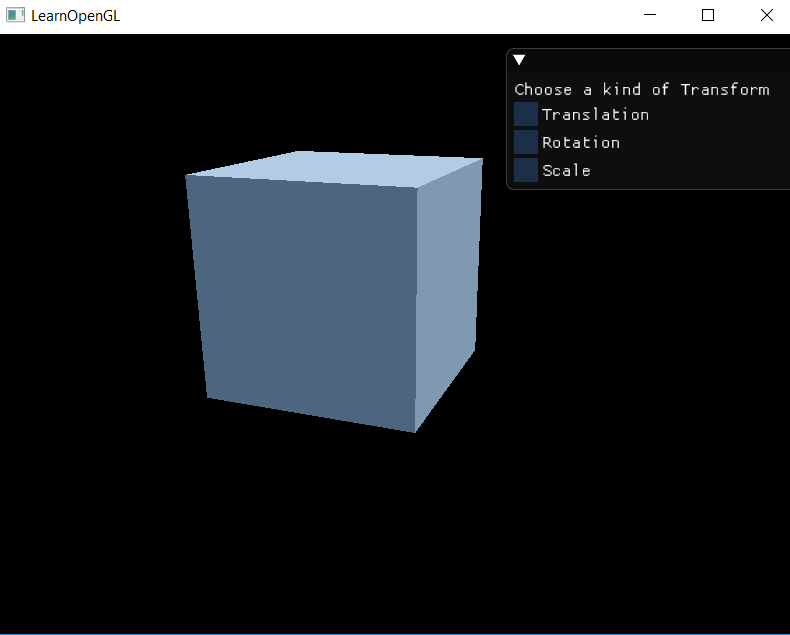 LearnOpenGL
Choose a kind of Transform
Translation
Rotation
Scale